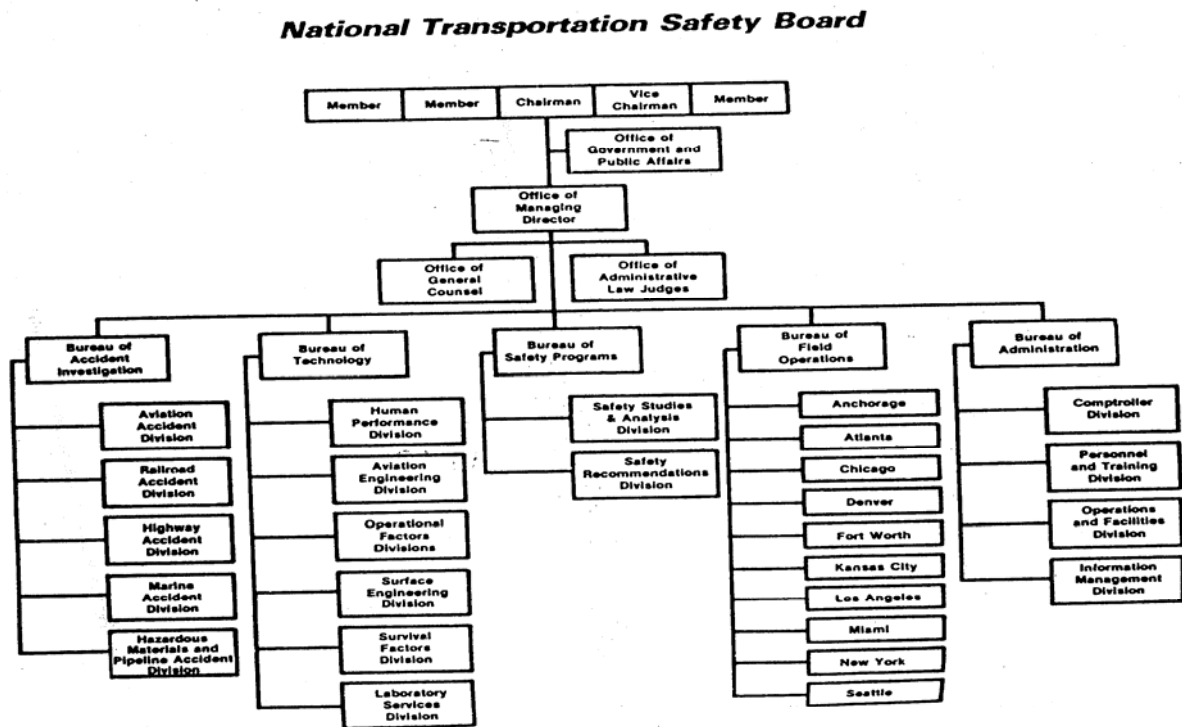 National Transportation Safety Board
Member
Member
Chairman
Vice
Chairman
Member
Office of
Government and
Public Affairs
Office of
Managing
Director
Office of
General
Counsel
Office of
Administrative
Law Judges
Bureau of
Accident
Investigation
Aviation
Accident
Division
Railroad
Accident
Division
Highway
Accident
Division
Marine
Accident
Division
Hazardous
Materials and
Pipeline Accident
Division
Bureau of
Technology
Human
Performance
Division
Aviation
Engineering
Division
Operational
Factors
Divisions
Surface
Engineering
Division
Survival
Factors
Division
Laboratory
Services
Division
Bureau of
Safety Programs
Safety Studies
& Analysis
Division
Safety
Recommendations
Division
Bureau of
Field
Operations
Anchorage
Atlanta
Chicago
Denver
Fort Worth
Kansas City
Los Angeles
Miami
New York
Seattle
Bureau of
Administration
Comptroller
Division
Personnel
and Training
Division
Operations
and Facilities
Division
Information
Management
Division